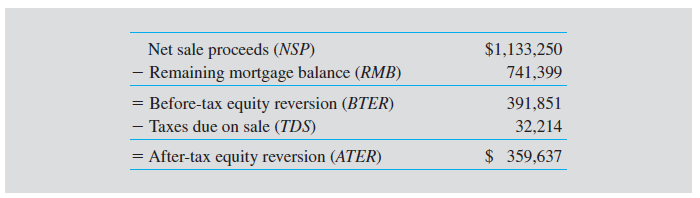 Net sale proceeds (NSP) $1,133,250
− Remaining mortgage balance (RMB) 741,399
= Before-tax equity reversion (BTER) 391,851
− Taxes due on sale (TDS) 32,214
= After-tax equity reversion (ATER) $ 359,637